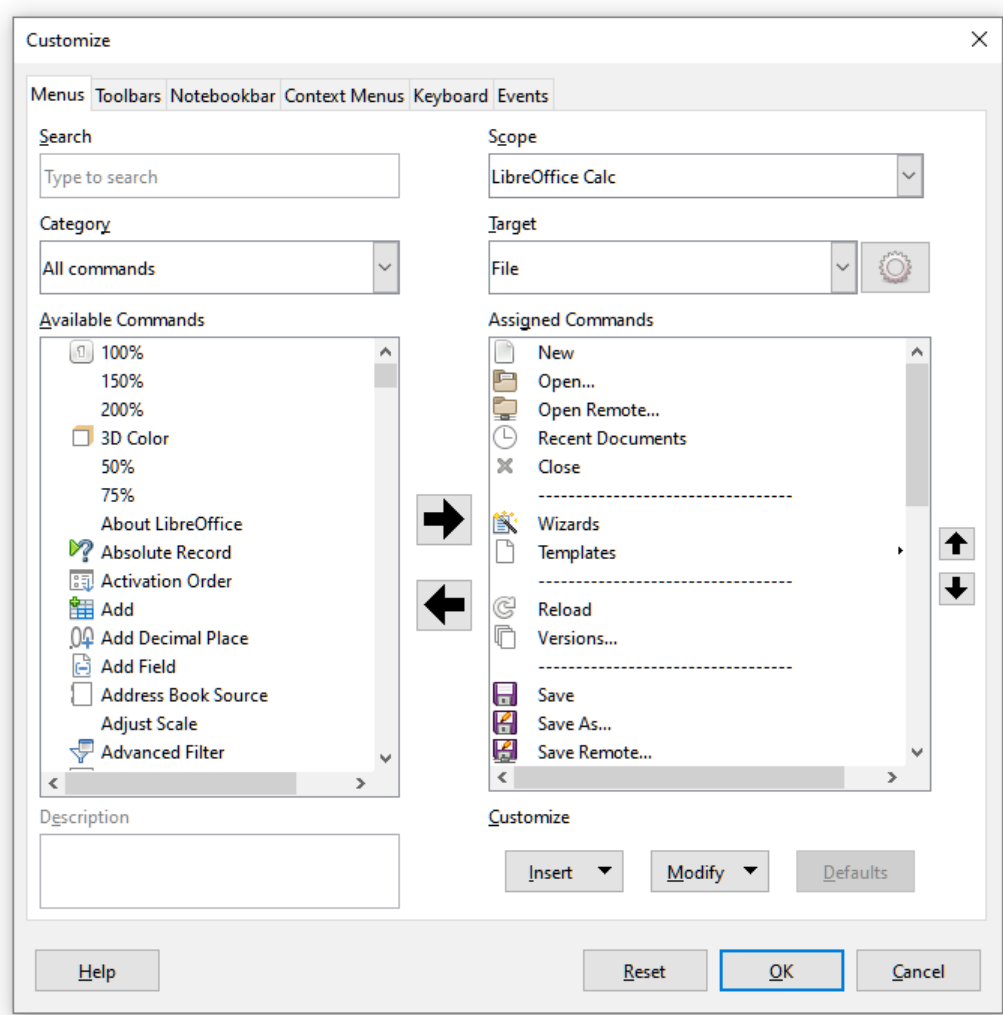 Customize
Menus Toolbars Notebookbar Context Menus Keyboard Events
Search
Type to search
Category
All commands
Available Commands
100%
150%
200%
3D Color
50%
75%
About LibreOffice
Absolute Record
Activation Order
Add
Add Decimal Place
Add Field
Address Book Source
Adjust Scale
Advanced Filter
Description
Scope
LibreOffice Calc
Target
File
Assigned Commands
New
Open...
Open Remote...
Recent Documents
Close
----------------------------------
Wizards
Templates
----------------------------------
Reload
Versions...
----------------------------------
Save
Save As...
Save Remote...
Customize
Insert Modify Defaults
Help Reset OK Cancel